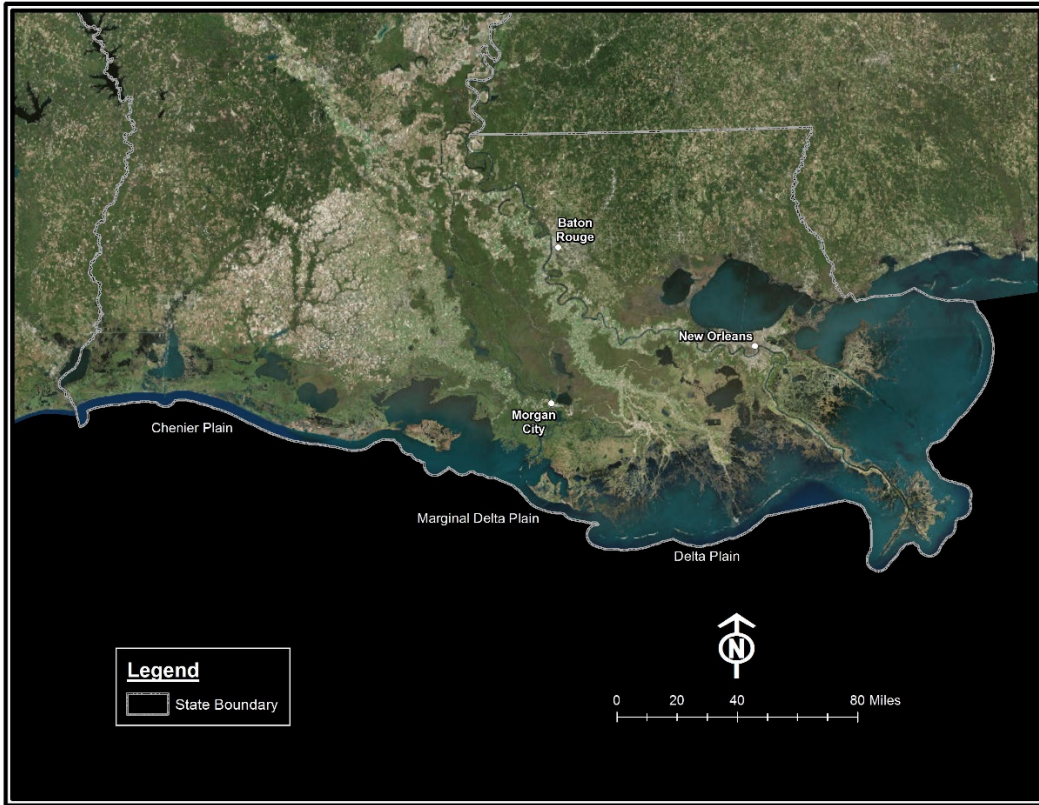 Baton
Rouge
New Orleans
Morgan
City
Chenier Plain
Marginal Delta Plain
Delta Plain
N
Legend
State Boundary
0 20 40 80 Miles